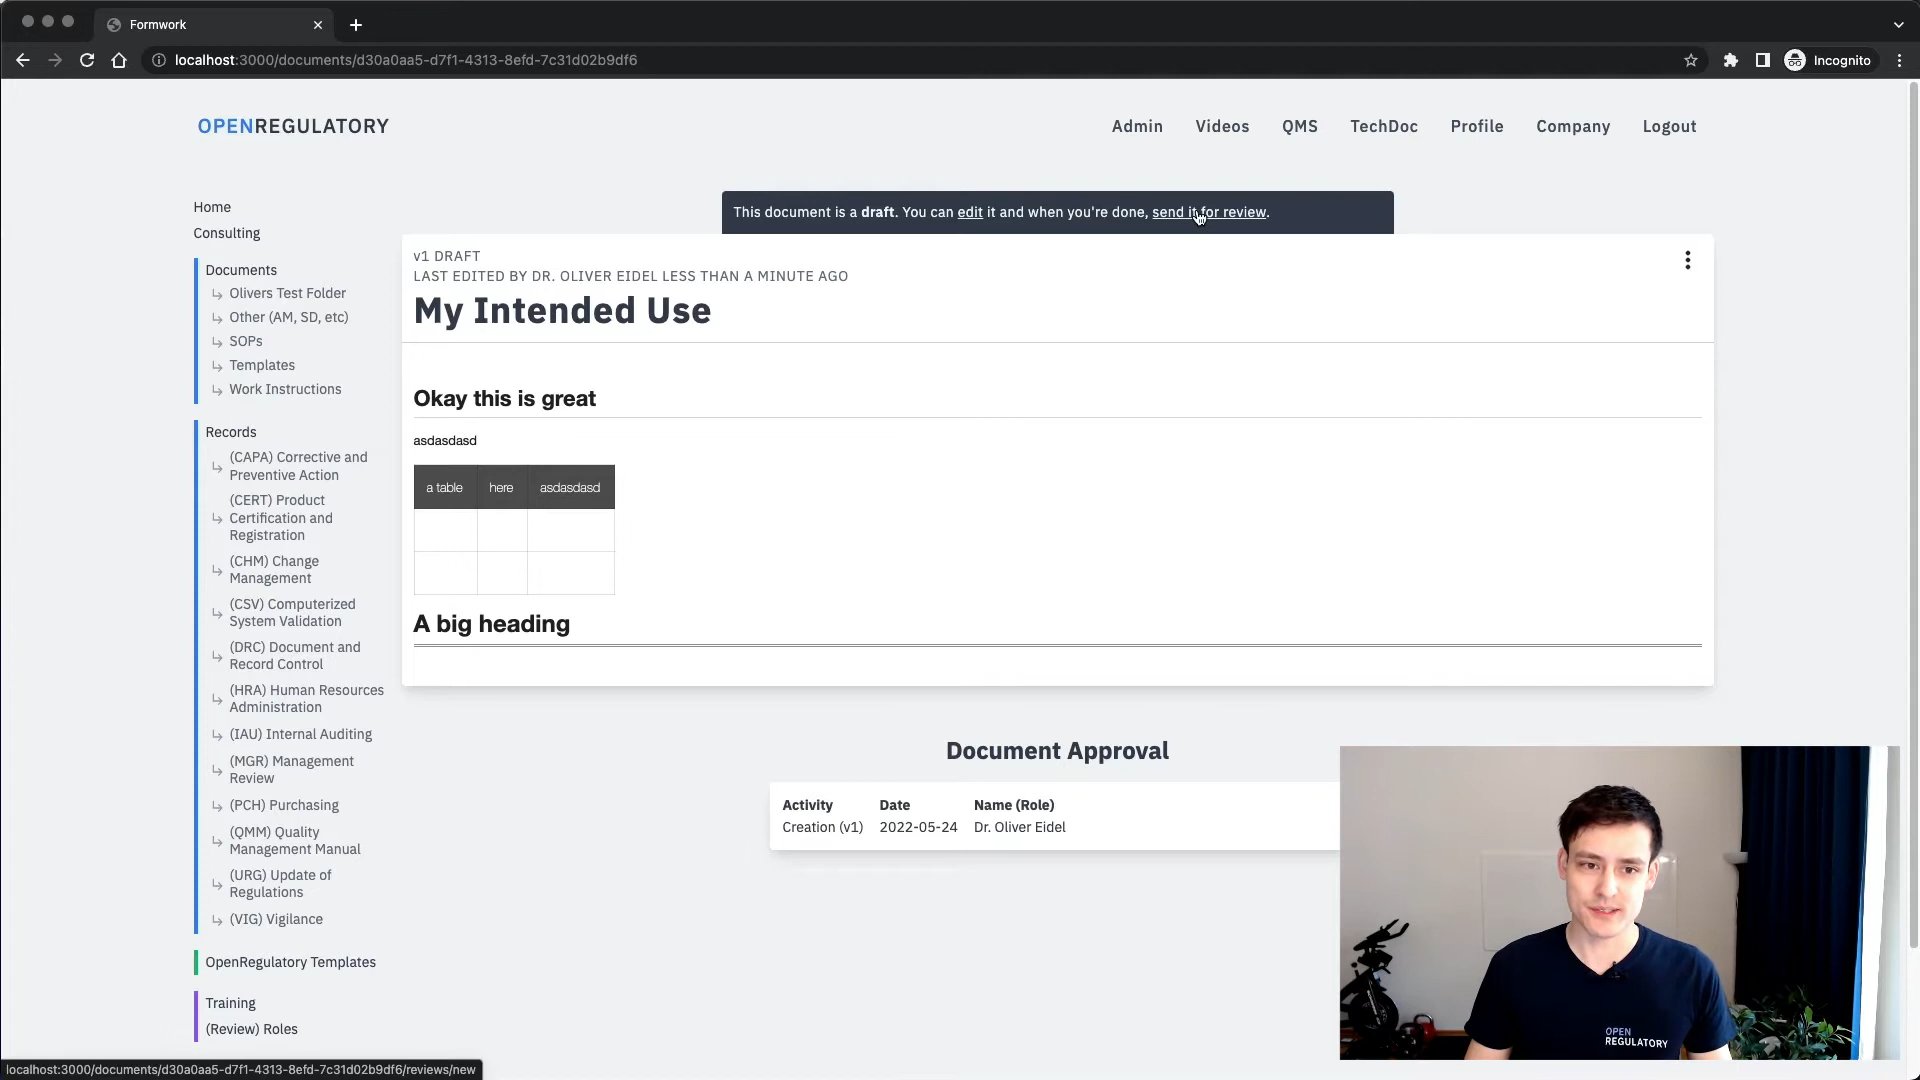 Formwork
localhost:3000/documents/d30a0aa5-d7f1-4313-8efd-7c31d02b9df6
Incognito
OPENREGULATORY
Admin Videos QMS TechDoc Profile Company Logout
Home
Consulting
Documents
Olivers Test Folder
Other (AM, SD, etc)
SOPs
Templates
Work Instructions
Records
(CAPA) Corrective and
Preventive Action
(CERT) Product
Certification and
Registration
(CHM) Change
Management
(CSV) Computerized
System Validation
(DRC) Document and
Record Control
(HRA) Human Resources
Administration
(IAU) Internal Auditing
(MGR) Management
Review
(PCH) Purchasing
(QMM) Quality
Management Manual
(URG) Update of
Regulations
(VIG) Vigilance
OpenRegulatory Templates
Training
(Review) Roles
This document is a draft. You can edit it and when you're done, send it for review.
v1 DRAFT
LAST EDITED BY DR. OLIVER EIDEL LESS THAN A MINUTE AGO
My Intended Use
Okay this is great
asdasdasd
a table here asdasdasd
A big heading
Document Approval
Activity Date Name (Role)
Creation (v1) 2022-05-24 Dr. Oliver Eidel
OPEN
REGULATORY
localhost:3000/documents/d30a0aa5-d7f1-4313-8efd-7c31d02b9df6/reviews/new